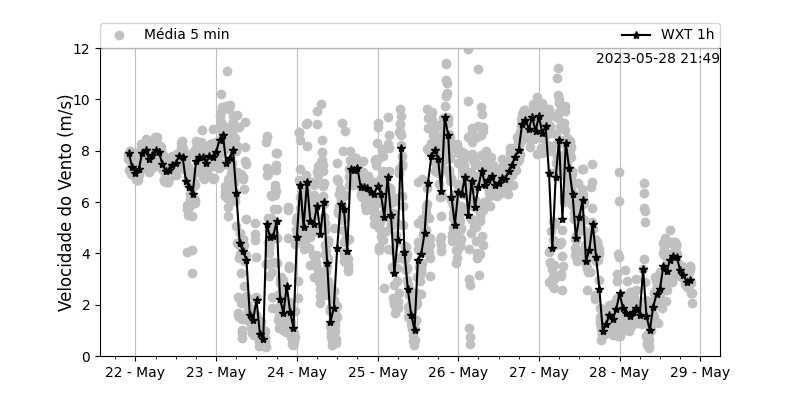 Média 5 min
WXT 1h
2023-05-28 21:49
Velocidade do Vento (m/s)
12
10
8
6
4
2
0
22 - May
23 - May
24 - May
25 - May
26 - May
27 - May
28 - May
29 - May